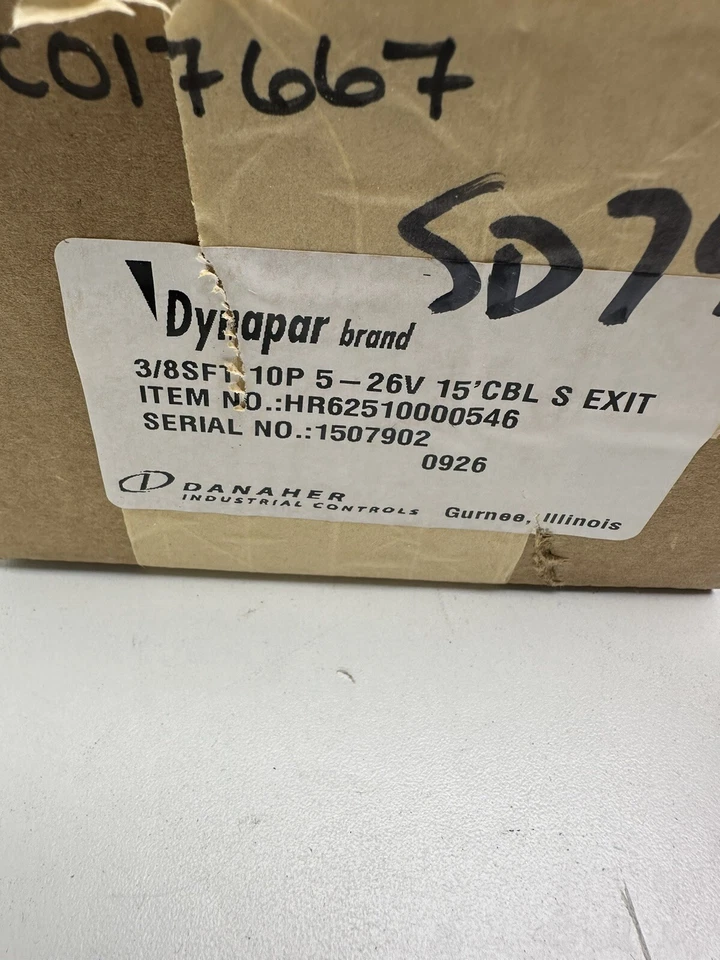 C017667
SD79
Dynapar brand
3/8SFT 10P 5-26V 15'CBL S EXIT
ITEM NO.:HR62510000546
SERIAL NO.:1507902
0926
DANAHER
INDUSTRIAL CONTROLS Gurnee, Illinois